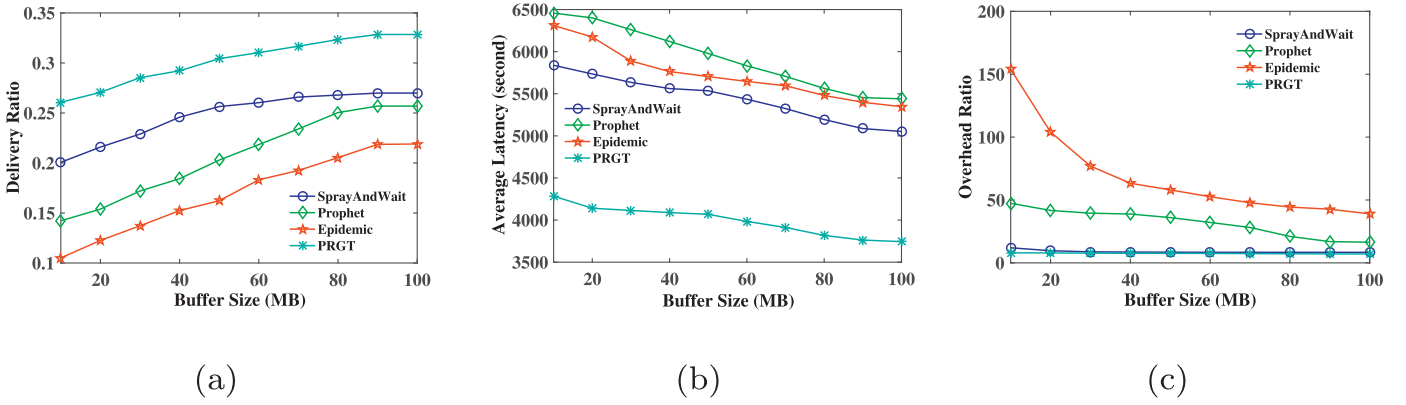 0.35
0.3
0.25
0.2
0.15
0.1
Delivery Ratio
SprayAndWait
Prophet
Epidemic
PRGT
20 40 60 80 100
Buffer Size (MB)
(a)
6500
6000
5500
5000
4500
4000
3500
Average Latency (second)
SprayAndWait
Prophet
Epidemic
PRGT
20 40 60 80 100
Buffer Size (MB)
(b)
200
150
100
50
0
Overhead Ratio
SprayAndWait
Prophet
Epidemic
PRGT
20 40 60 80 100
Buffer Size (MB)
(c)